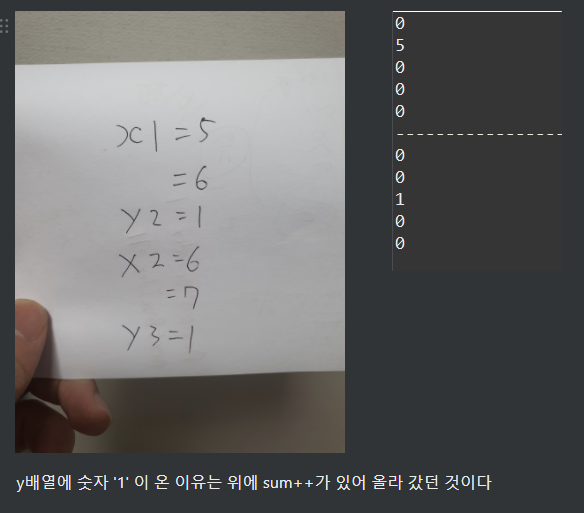 x1=5
=6
y2=1
x2=6
=7
y3=1
0
5
0
0
0
-----------------
0
0
1
0
0
y배열에 숫자 '1' 이 온 이유는 위에 sum++가 있어 올라 갔던 것이다